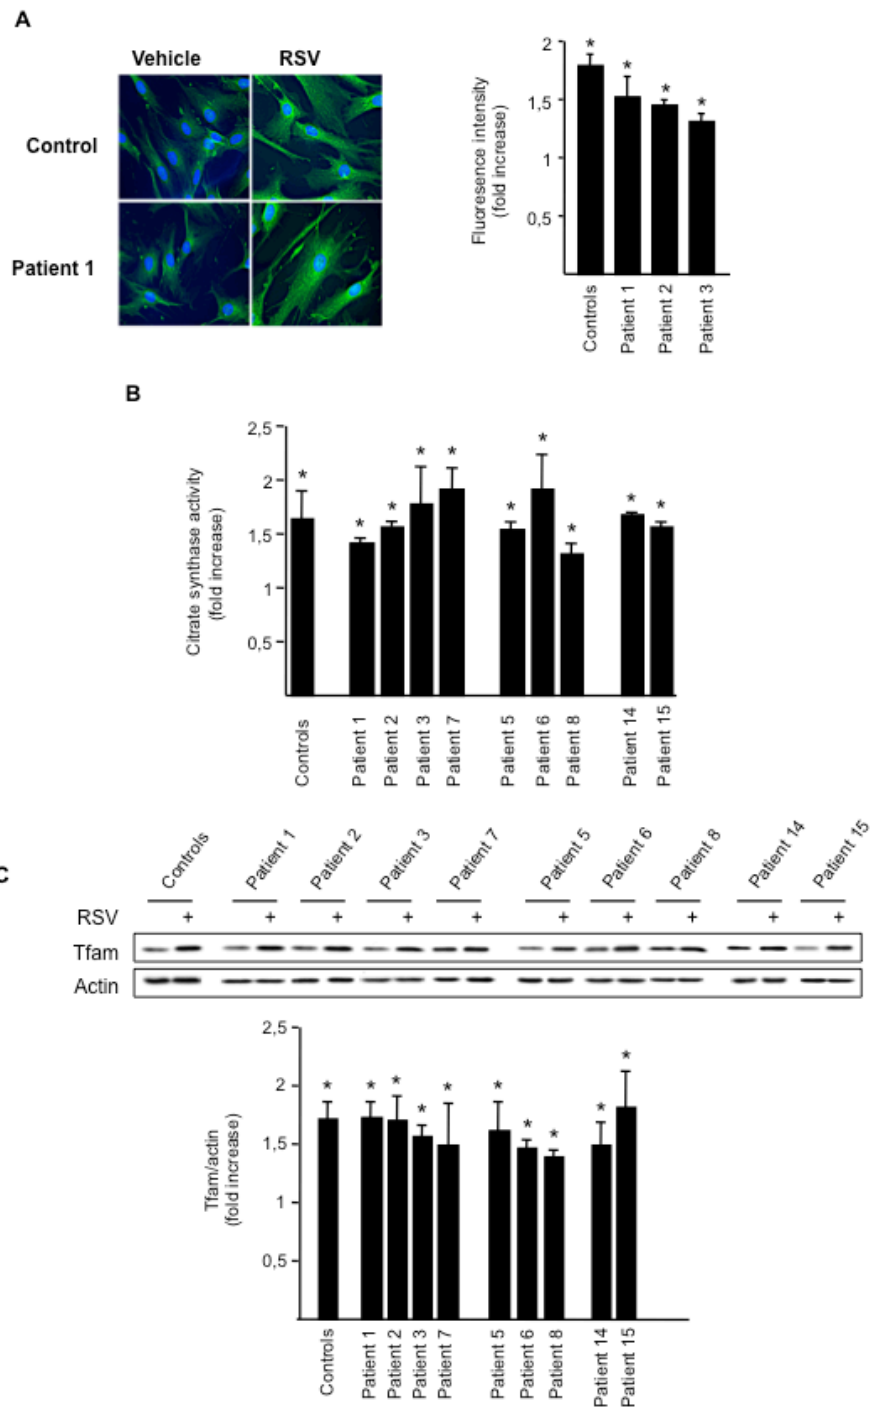 A
Vehicle RSV
Control
Patient 1
Fluoresence intensity
(fold increase)
2
1,5
1
0,5
* * * *
Controls
Patient 1
Patient 2
Patient 3
B
Citrate synthase activity
(fold increase)
2,5
2
1,5
1
0,5
* * * * * * * * * *
Controls
Patient 1
Patient 2
Patient 3
Patient 7
Patient 5
Patient 6
Patient 8
Patient 14
Patient 15
C
Controls
Patient 1
Patient 2
Patient 3
Patient 7
Patient 5
Patient 6
Patient 8
Patient 14
Patient 15
RSV + + + + + + + + + +
Tfam
Actin
Tfam/actin
(fold increase)
2,5
2
1,5
1
0,5
* * * * * * * * * *
Controls
Patient 1
Patient 2
Patient 3
Patient 7
Patient 5
Patient 6
Patient 8
Patient 14
Patient 15